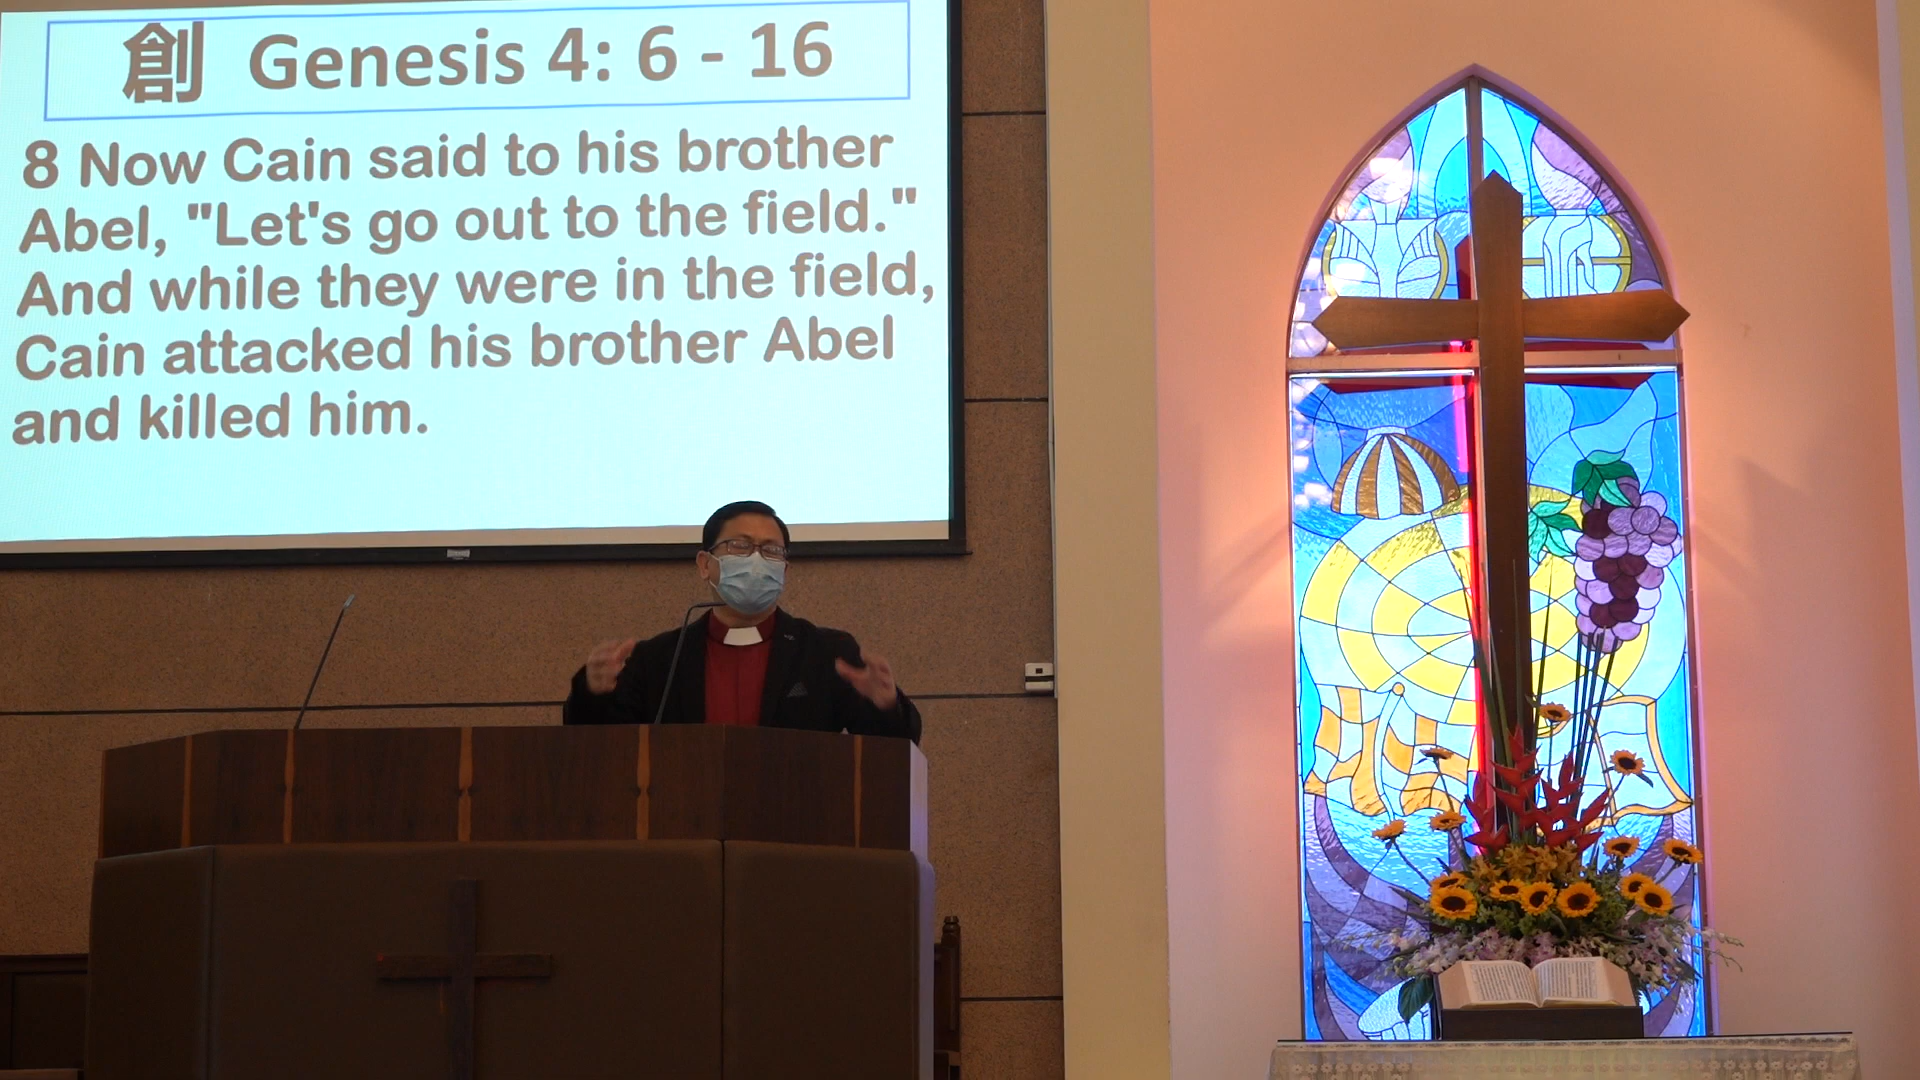 創 Genesis 4: 6 - 16
8 Now Cain said to his brother
Abel, "Let's go out to the field."
And while they were in the field,
Cain attacked his brother Abel
and killed him.